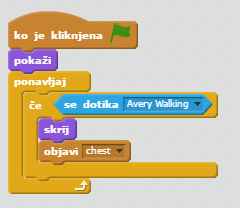 ko je kliknjena
pokaži
ponavljaj
če se dotika Avery Walking
skrij
objavi chest